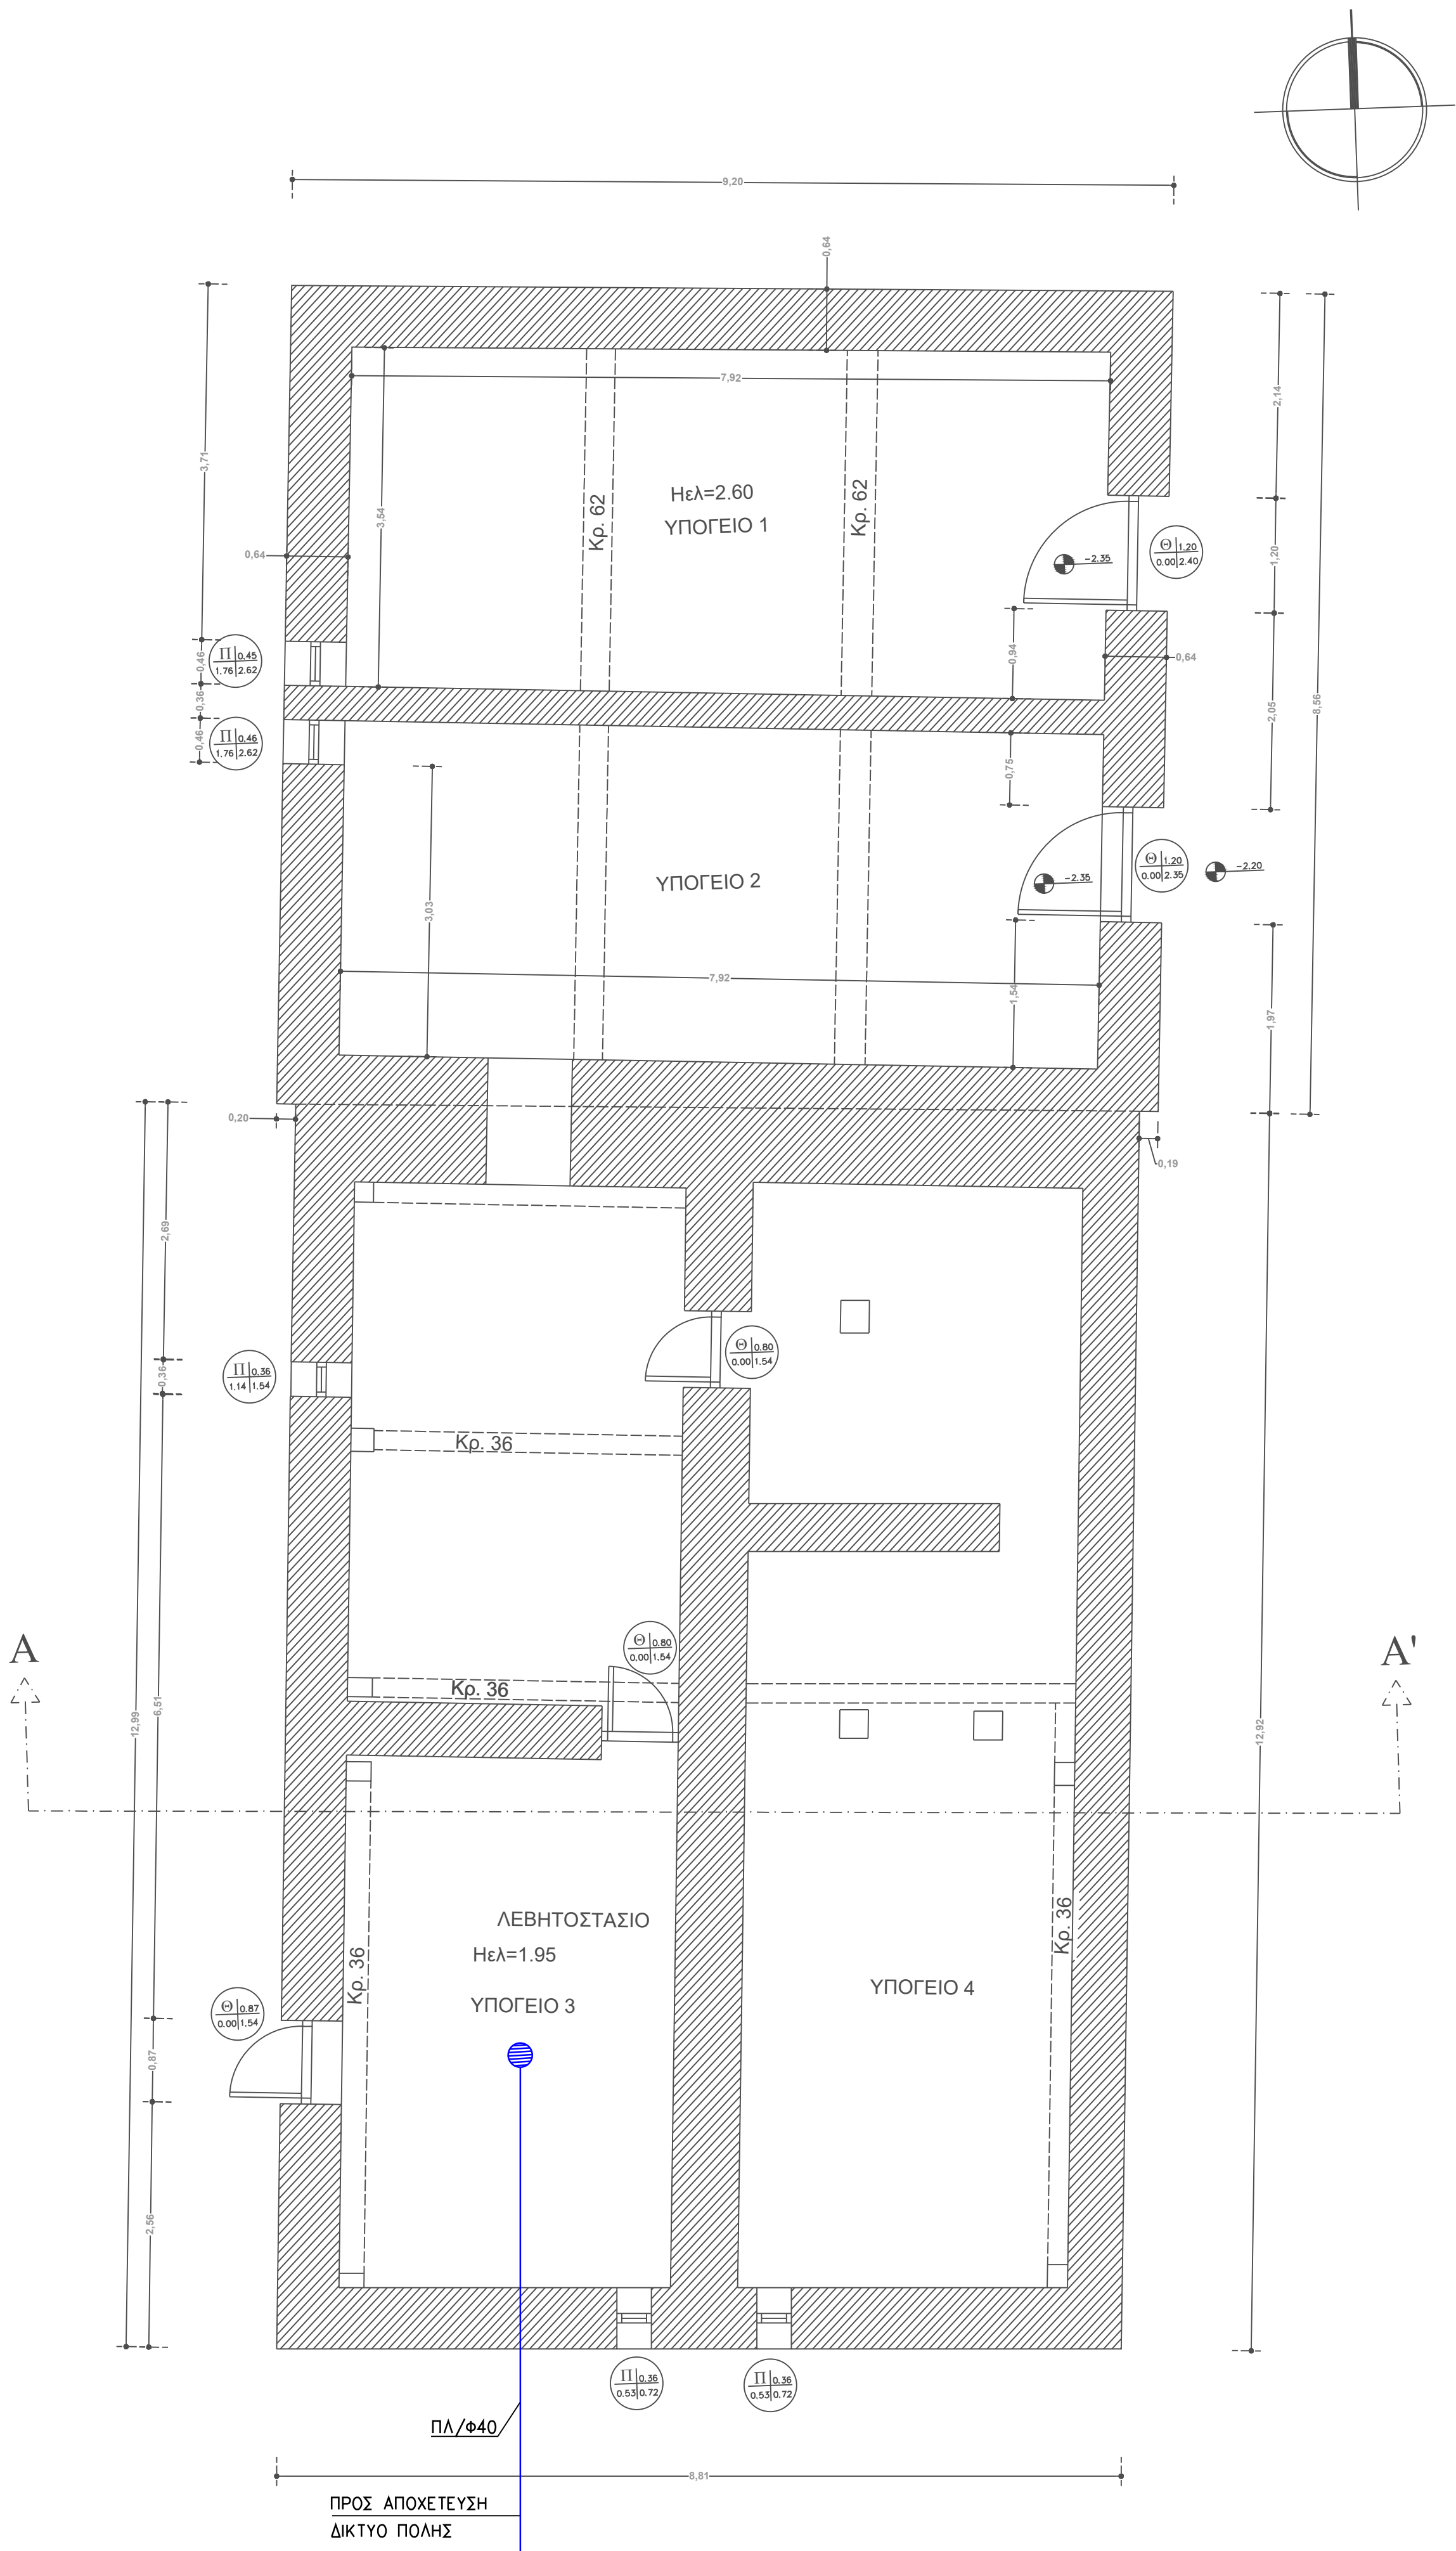 9,20
0,64
7,92
2,14
3,71
3,54
Κρ. 62
Ηελ=2.60
ΥΠΟΓΕΙΟ 1
Κρ. 62
0,64
-2.35
Θ 1.20
0.00 2.40
1,20
Π 0.45
1.76 2.62
0,46
0,94
0,64
0,36
8,56
2,05
Π 0.46
1.76 2.62
0,46
0,75
ΥΠΟΓΕΙΟ 2
-2.35
Θ 1.20
0.00 2.35
-2.20
3,03
7,92
1,54
1,97
0,20
0,19
2,69
Θ 0.80
0.00 1.54
Π 0.36
1.14 1.54
0,36
Κρ. 36
Θ 0.80
0.00 1.54
A
A'
Κρ. 36
12,99
6,51
12,92
ΛΕΒΗΤΟΣΤΑΣΙΟ
Ηελ=1.95
Κρ. 36
Κρ. 36
ΥΠΟΓΕΙΟ 3
ΥΠΟΓΕΙΟ 4
Θ 0.87
0.00 1.54
0,87
2,56
Π 0.36
0.53 0.72
Π 0.36
0.53 0.72
ΠΛ/Φ40
8,81
ΠΡΟΣ ΑΠΟΧΕΤΕΥΣΗ
ΔΙΚΤΥΟ ΠΟΛΗΣ